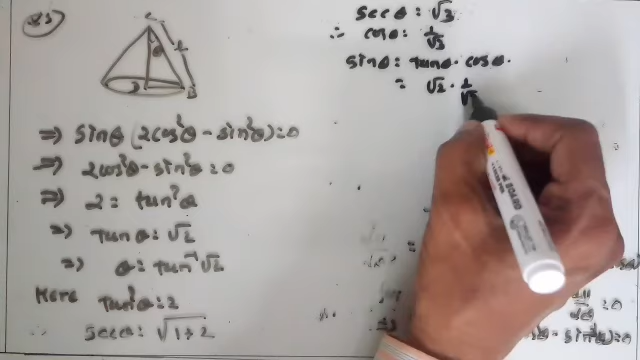 Q5)
C
θ
l
B
⇒ sinθ (2cos²θ - sin²θ) = 0
⇒ 2cos²θ - sin²θ = 0
⇒ 2 = tan²θ
⇒ tanθ = √2
⇒ θ = tan⁻¹√2
Here tan²θ = 2
∴ secθ = √(1+2)
secθ = √3
∴ cosθ = 1/√3
sinθ = tanθ · cosθ.
= √2 · 1/√